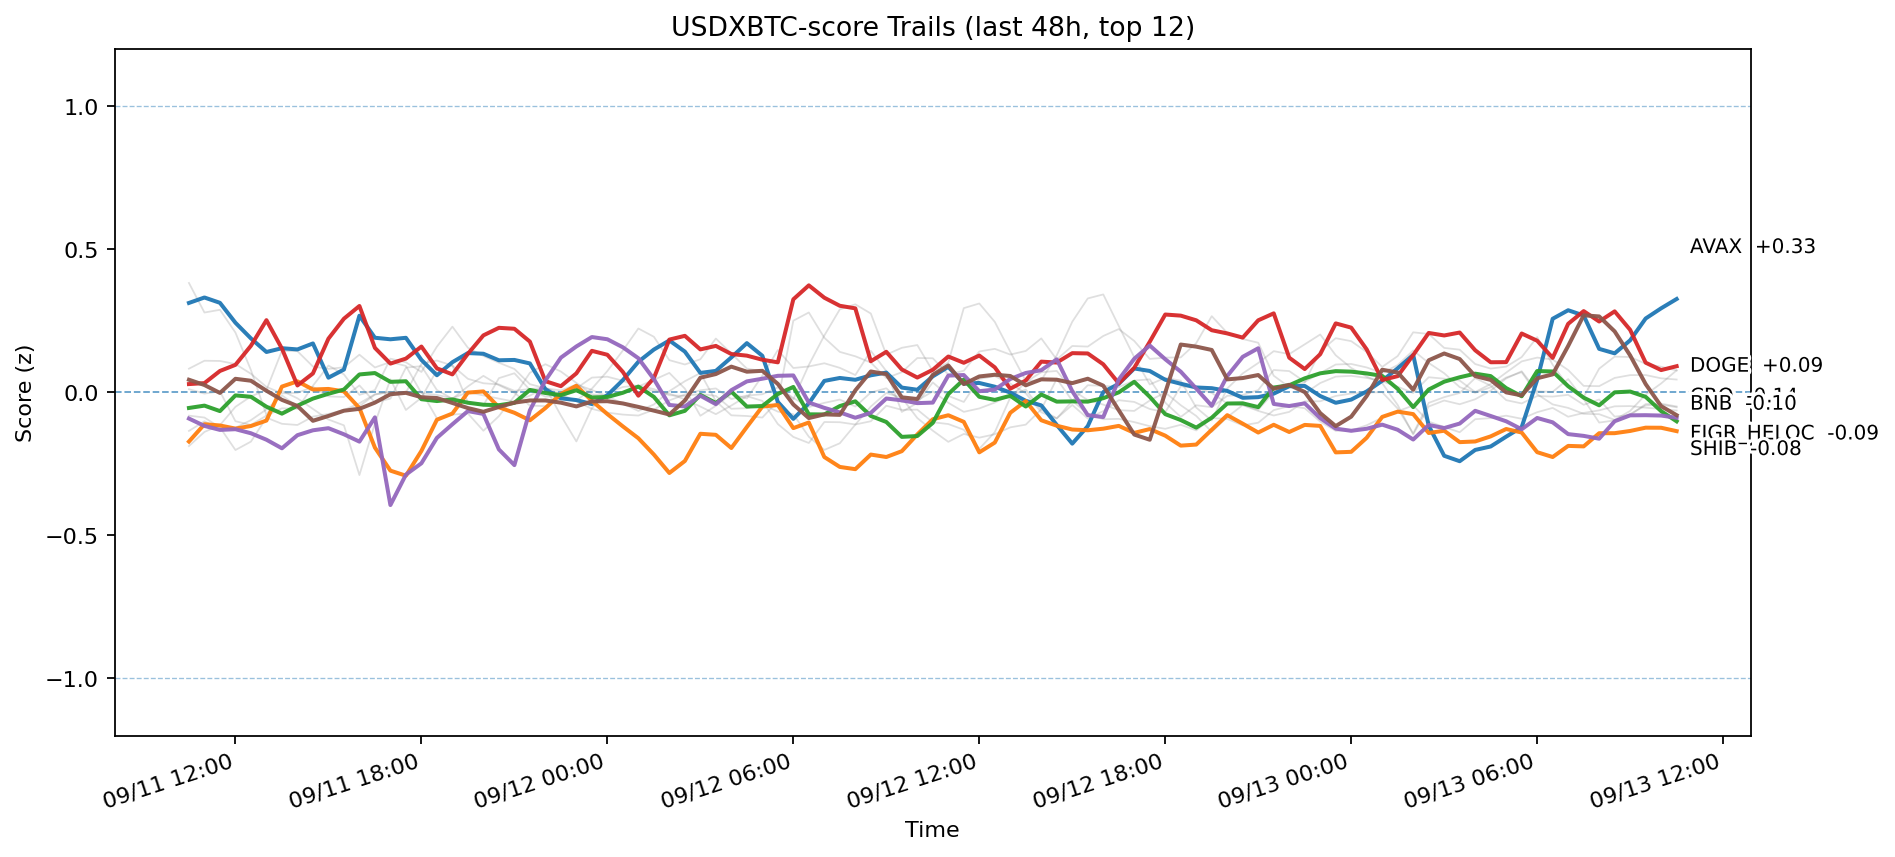 USDXBTC-score Trails (last 48h, top 12)
Score (z)
1.0
0.5
0.0
−0.5
−1.0
AVAX +0.33
DOGE +0.09
CRO -0.14
BNB -0.10
FIGR_HELOC -0.09
SHIB -0.08
09/11 12:00
09/11 18:00
09/12 00:00
09/12 06:00
09/12 12:00
09/12 18:00
09/13 00:00
09/13 06:00
09/13 12:00
Time